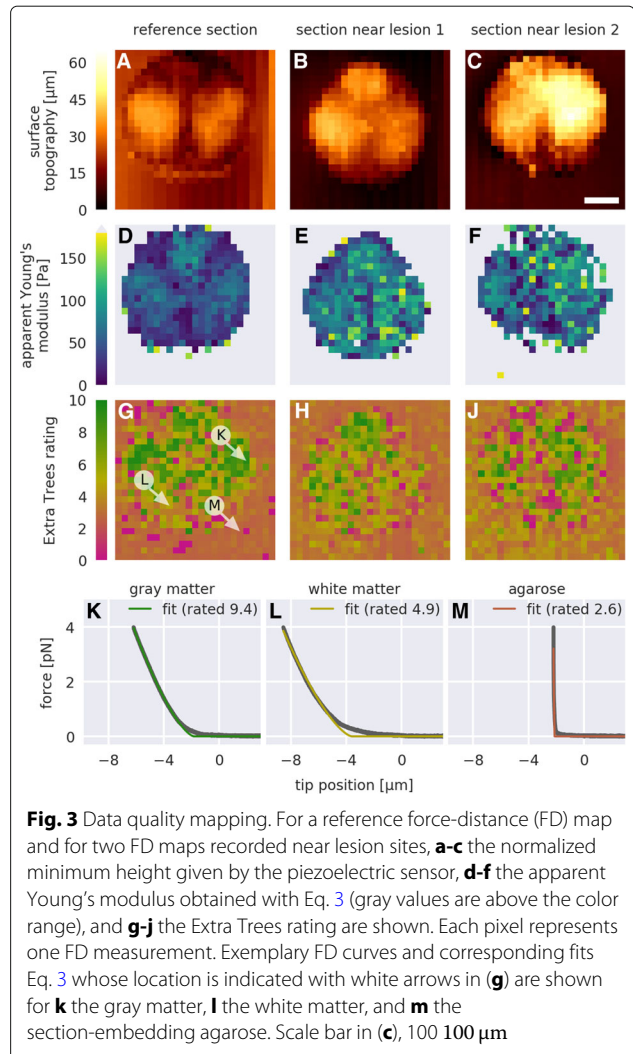 reference section
section near lesion 1
section near lesion 2
surface topography [μm]
60
45
30
15
0
A
B
C
apparent Young's modulus [Pa]
150
100
50
0
D
E
F
Extra Trees rating
10
8
6
4
2
0
G
K
L
M
H
J
gray matter
white matter
agarose
K
fit (rated 9.4)
L
fit (rated 4.9)
M
fit (rated 2.6)
force [pN]
4
2
0
−8
−4
0
−8
−4
0
−8
−4
0
tip position [μm]
Fig. 3 Data quality mapping. For a reference force-distance (FD) map
and for two FD maps recorded near lesion sites, a-c the normalized
minimum height given by the piezoelectric sensor, d-f the apparent
Young's modulus obtained with Eq. 3 (gray values are above the color
range), and g-j the Extra Trees rating are shown. Each pixel represents
one FD measurement. Exemplary FD curves and corresponding fits
Eq. 3 whose location is indicated with white arrows in (g) are shown
for k the gray matter, l the white matter, and m the
section-embedding agarose. Scale bar in (c), 100 100 μm